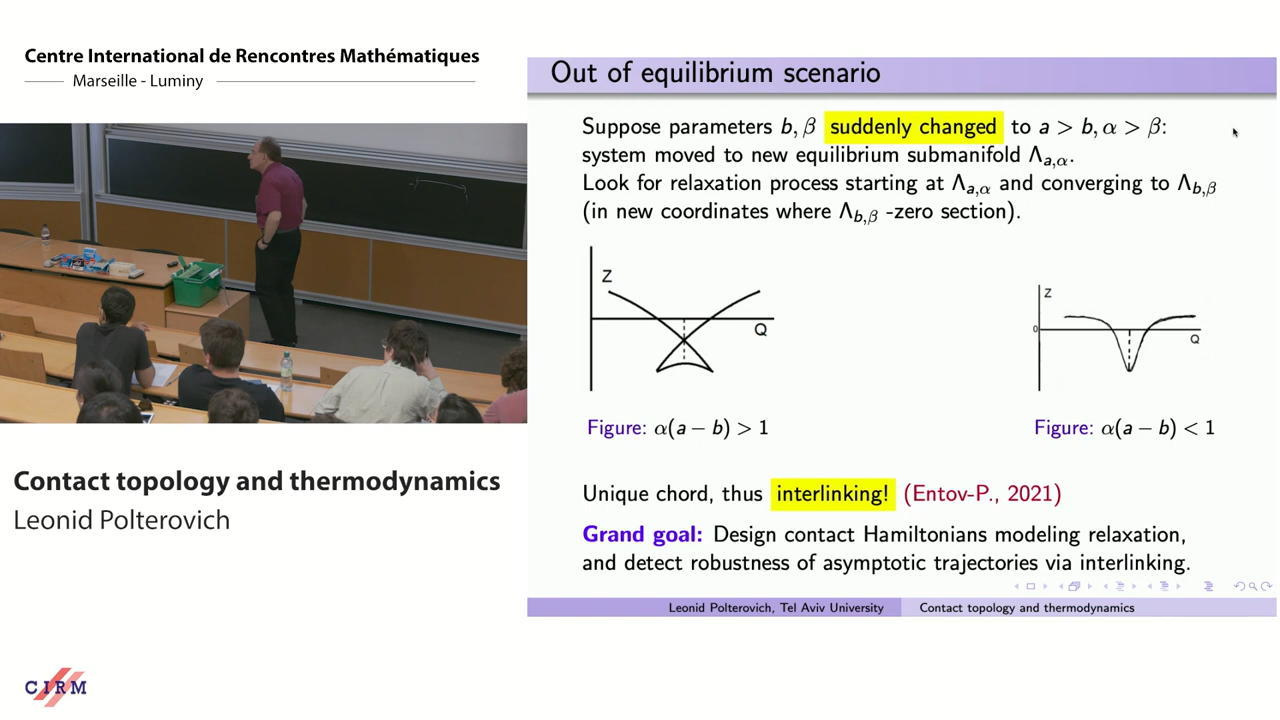 Centre International de Rencontres Mathématiques
Marseille - Luminy
Out of equilibrium scenario
Suppose parameters b, β suddenly changed to a > b, α > β:
system moved to new equilibrium submanifold Λa,α.
Look for relaxation process starting at Λa,α and converging to Λb,β
(in new coordinates where Λb,β -zero section).
Z
Q
Z
0
Q
Figure: α(a − b) > 1
Figure: α(a − b) < 1
Unique chord, thus interlinking! (Entov-P., 2021)
Grand goal: Design contact Hamiltonians modeling relaxation,
and detect robustness of asymptotic trajectories via interlinking.
Leonid Polterovich, Tel Aviv University
Contact topology and thermodynamics
Contact topology and thermodynamics
Leonid Polterovich
CIRM